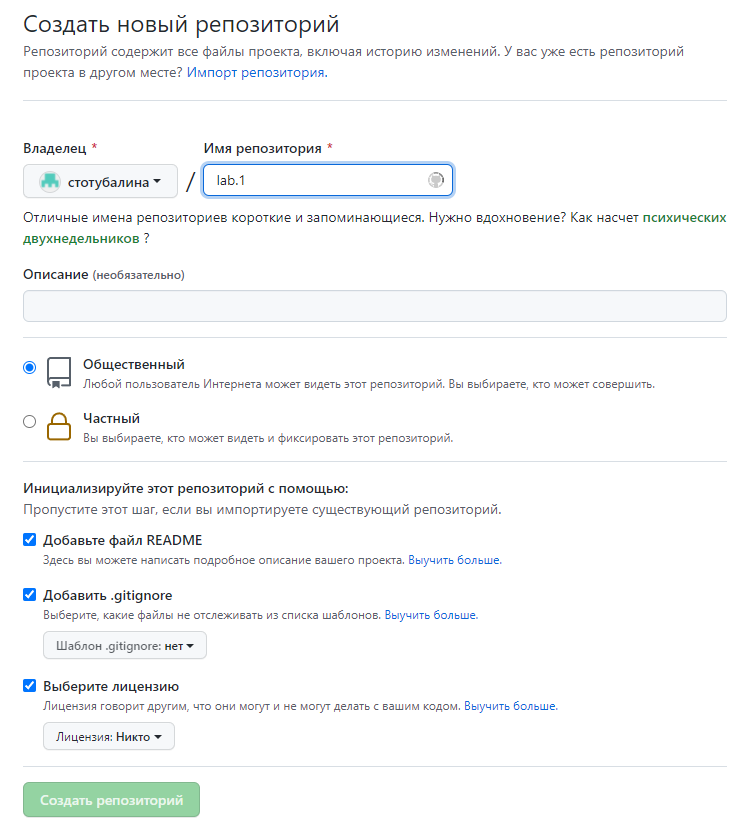 Создать новый репозиторий
Репозиторий содержит все файлы проекта, включая историю изменений. У вас уже есть репозиторий
проекта в другом месте? Импорт репозитория.
Владелец *
Имя репозитория *
стотубалина
/
lab.1
Отличные имена репозиториев короткие и запоминающиеся. Нужно вдохновение? Как насчет психических
двухнедельников ?
Описание (необязательно)
Общественный
Любой пользователь Интернета может видеть этот репозиторий. Вы выбираете, кто может совершить.
Частный
Вы выбираете, кто может видеть и фиксировать этот репозиторий.
Инициализируйте этот репозиторий с помощью:
Пропустите этот шаг, если вы импортируете существующий репозиторий.
Добавьте файл README
Здесь вы можете написать подробное описание вашего проекта. Выучить больше.
Добавить .gitignore
Выберите, какие файлы не отслеживать из списка шаблонов. Выучить больше.
Шаблон .gitignore: нет
Выберите лицензию
Лицензия говорит другим, что они могут и не могут делать с вашим кодом. Выучить больше.
Лицензия: Никто
Создать репозиторий